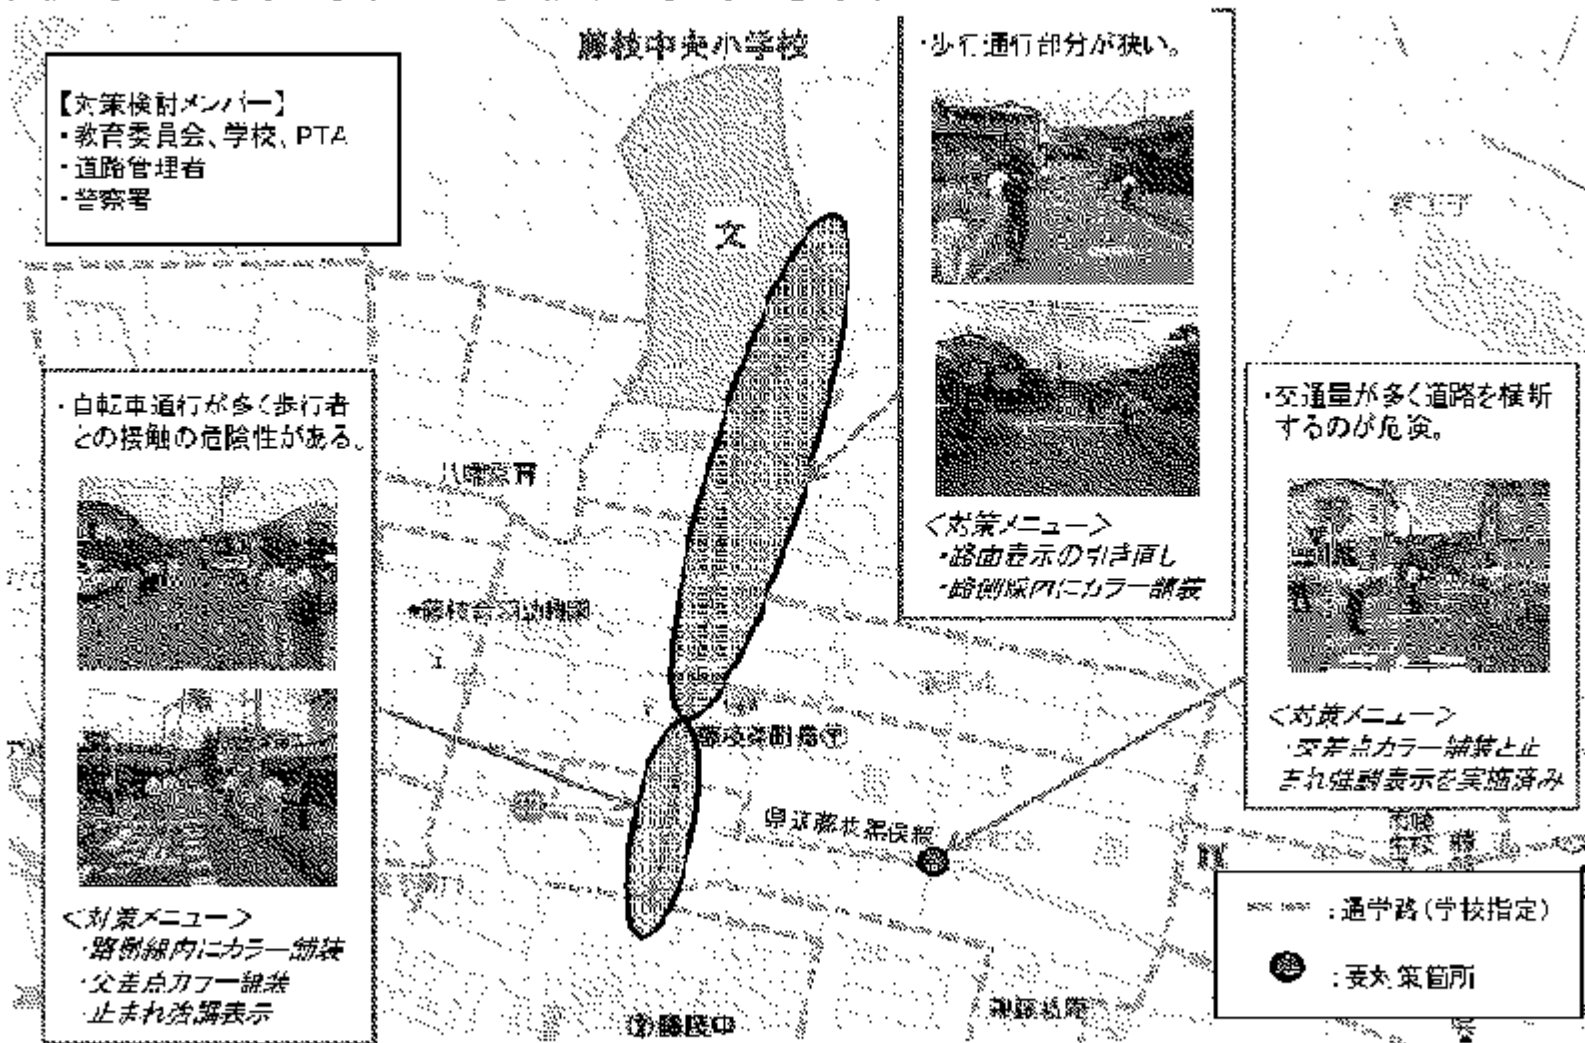 藤枝中央小学校
【対策検討メンバー】
・教育委員会、学校、PTA
・道路管理者
・警察署
・歩行通行部分が狭い。
<対策メニュー>
・路面表示の引き直し
・路側線内にカラー舗装
文
・自転車通行が多く歩行者
との接触の危険性がある。
<対策メニュー>
・路側線内にカラー舗装
・交差点カラー舗装
・止まれ強調表示
・交通量が多く道路を横断
するのが危険。
<対策メニュー>
・交差点カラー舗装と止
まれ強調表示を実施済み
:通学路(学校指定)
:要対策箇所